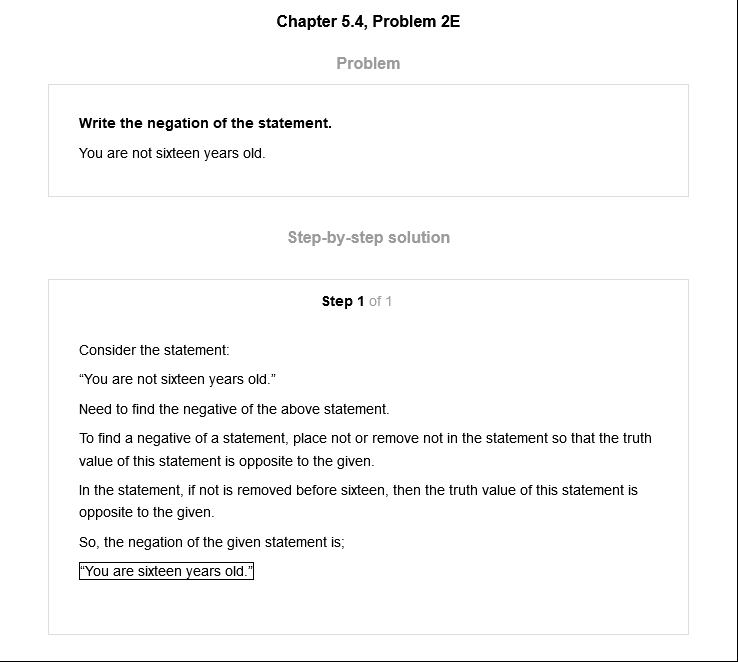 Chapter 5.4, Problem 2E
Problem
Write the negation of the statement.
You are not sixteen years old.
Step-by-step solution
Step 1 of 1
Consider the statement:
“You are not sixteen years old.”
Need to find the negative of the above statement.
To find a negative of a statement, place not or remove not in the statement so that the truth
value of this statement is opposite to the given.
In the statement, if not is removed before sixteen, then the truth value of this statement is
opposite to the given.
So, the negation of the given statement is;
“You are sixteen years old.”